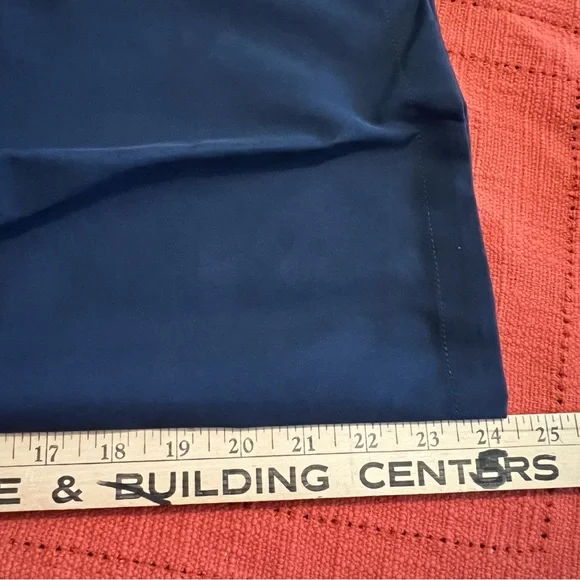 17 18 19 20 21 22 23 24 25
E & BUILDING CENTERS